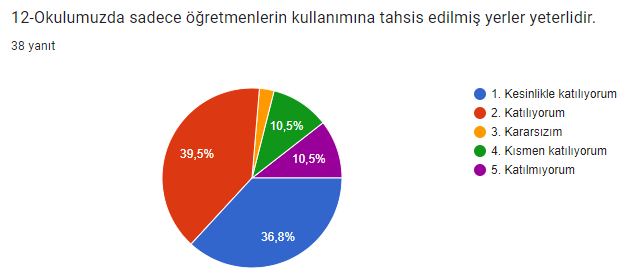 12-Okulumuzda sadece öğretmenlerin kullanımına tahsis edilmiş yerler yeterlidir.
38 yanıt
1. Kesinlikle katılıyorum
2. Katılıyorum
3. Kararsızım
4. Kısmen katılıyorum
5. Katılmıyorum
10,5%
39,5%
10,5%
36,8%